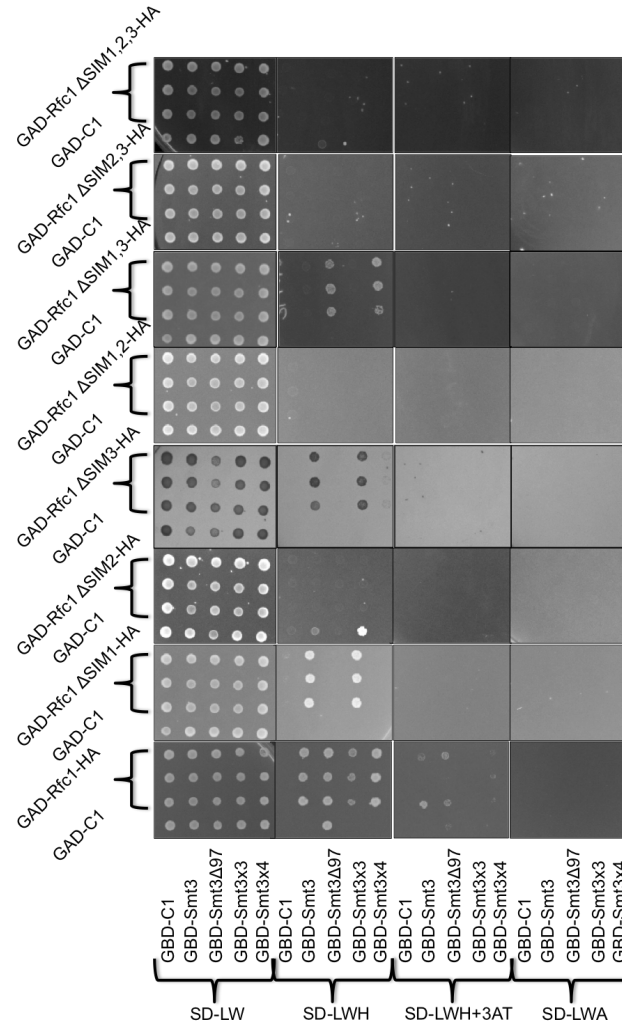 GAD-Rfc1 ΔSIM1,2,3-HA
GAD-C1
GAD-Rfc1 ΔSIM2,3-HA
GAD-C1
GAD-Rfc1 ΔSIM1,3-HA
GAD-C1
GAD-Rfc1 ΔSIM1,2-HA
GAD-C1
GAD-Rfc1 ΔSIM3-HA
GAD-C1
GAD-Rfc1 ΔSIM2-HA
GAD-C1
GAD-Rfc1 ΔSIM1-HA
GAD-C1
GAD-Rfc1-HA
GAD-C1
GBD-C1
GBD-Smt3
GBD-Smt3Δ97
GBD-Smt3x3
GBD-Smt3x4
GBD-C1
GBD-Smt3
GBD-Smt3Δ97
GBD-Smt3x3
GBD-Smt3x4
GBD-C1
GBD-Smt3
GBD-Smt3Δ97
GBD-Smt3x3
GBD-Smt3x4
GBD-C1
GBD-Smt3
GBD-Smt3Δ97
GBD-Smt3x3
GBD-Smt3x4
SD-LW
SD-LWH
SD-LWH+3AT
SD-LWA